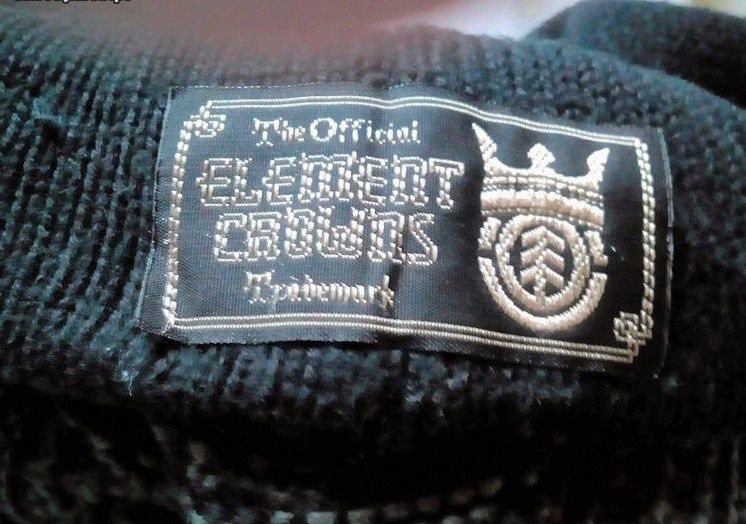 The Official
ELEMENT
CROWNS
Trademark